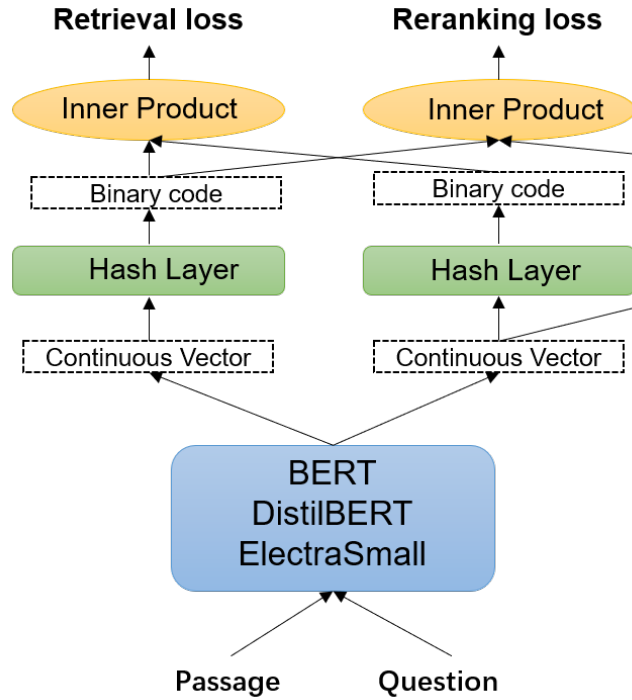 Retrieval loss
Reranking loss
Inner Product
Inner Product
Binary code
Binary code
Hash Layer
Hash Layer
Continuous Vector
Continuous Vector
BERT
DistilBERT
ElectraSmall
Passage
Question